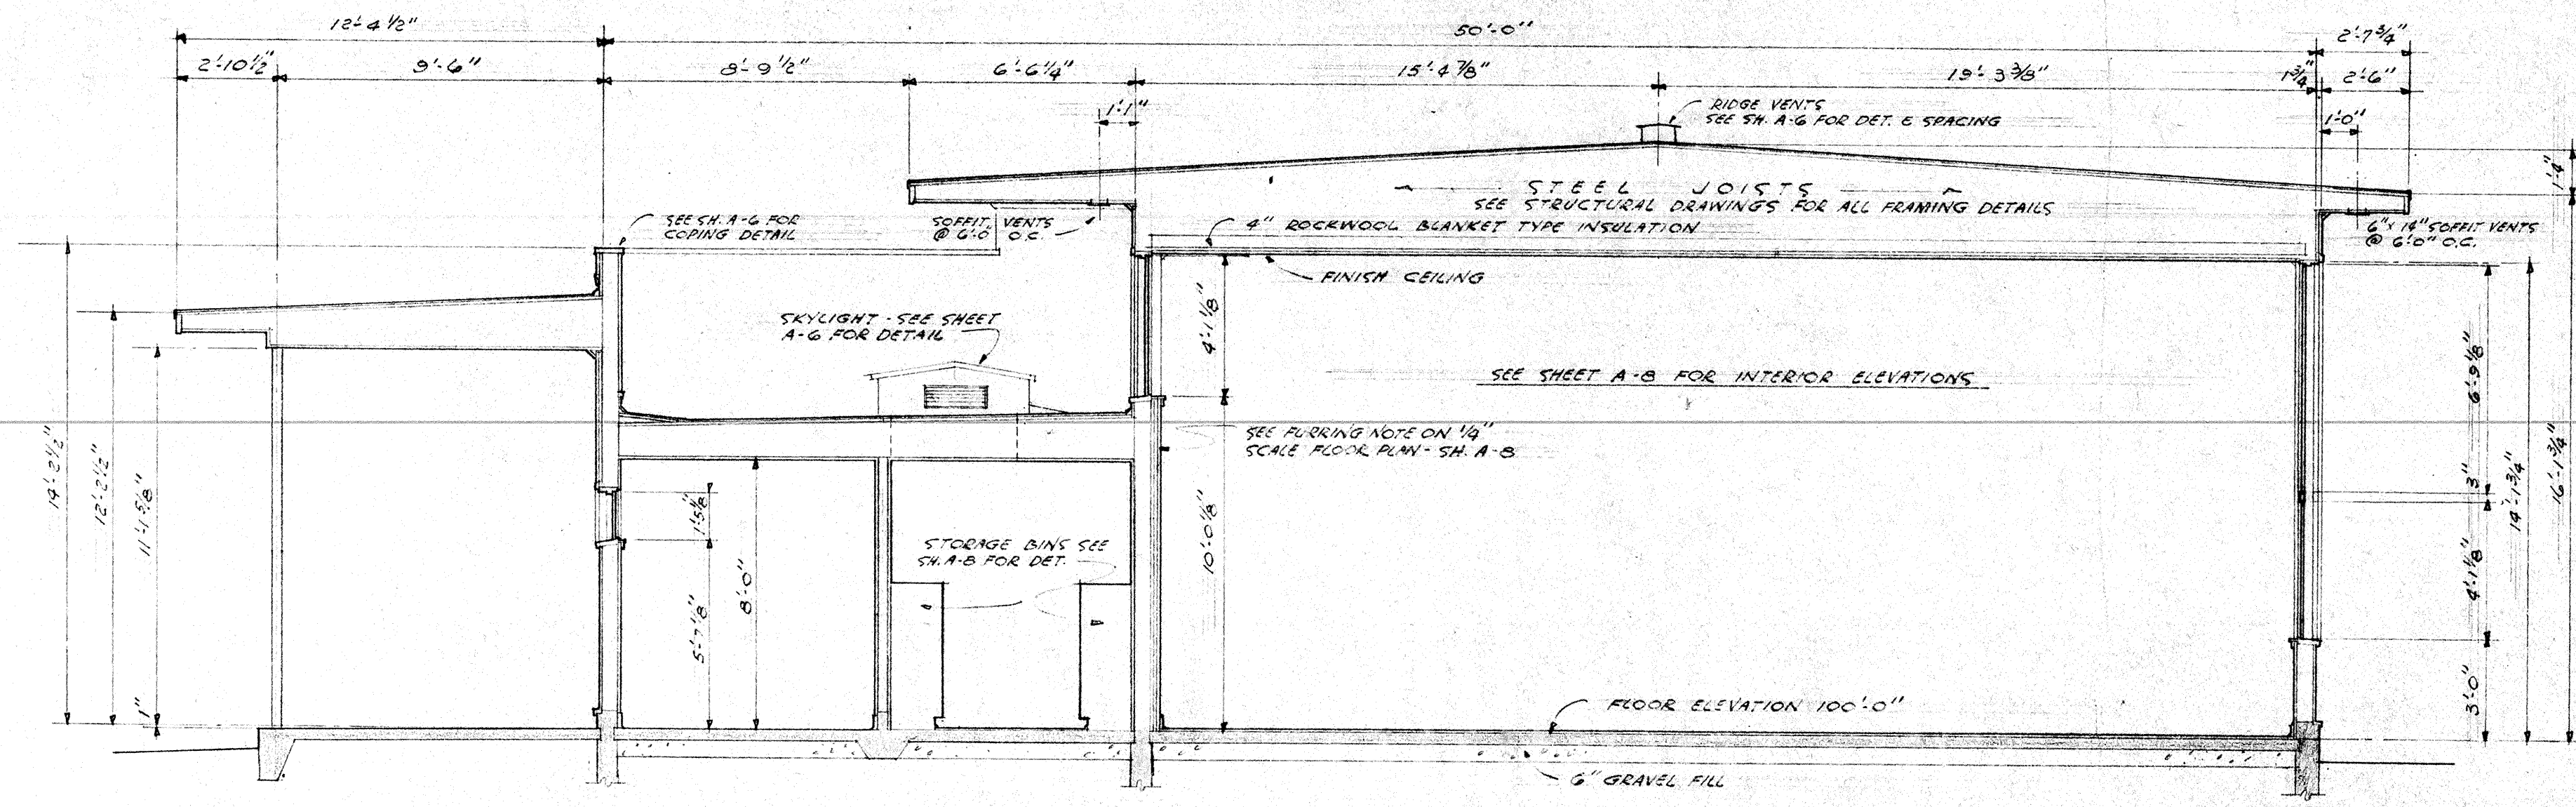 12'-4 1/2"
50'-0"
2'-7 3/4"
2'-10 1/2"
9'-6"
8'-9 1/2"
6'-6 1/4"
15'-4 7/8"
19'-3 3/8"
1 3/4"
2'-6"
1'-1"
RIDGE VENTS
SEE SH. A-6 FOR DET. & SPACING
1'-0"
1'-4"
STEEL JOISTS
SEE STRUCTURAL DRAWINGS FOR ALL FRAMING DETAILS
SEE SH. A-6 FOR
COPING DETAIL
SOFFIT VENTS
@ 6'-0" O.C.
4" ROCKWOOL BLANKET TYPE INSULATION
6" x 14" SOFFIT VENTS
@ 6'-0" O.C.
FINISH CEILING
SKYLIGHT - SEE SHEET
A-6 FOR DETAIL
4'-1 1/8"
SEE SHEET A-8 FOR INTERIOR ELEVATIONS
6'-9 1/8"
SEE FURRING NOTE ON 1/4"
SCALE FLOOR PLAN - SH. A-8
14'-2 1/2"
12'-2 1/2"
11'-1 5/8"
1'-5 5/8"
3"
14'-1 3/4"
16'-1 3/4"
10'-0 1/8"
STORAGE BINS SEE
SH. A-8 FOR DET.
5'-7 1/8"
8'-0"
4'-1 1/8"
1"
3'-0"
FLOOR ELEVATION 100'-0"
6" GRAVEL FILL